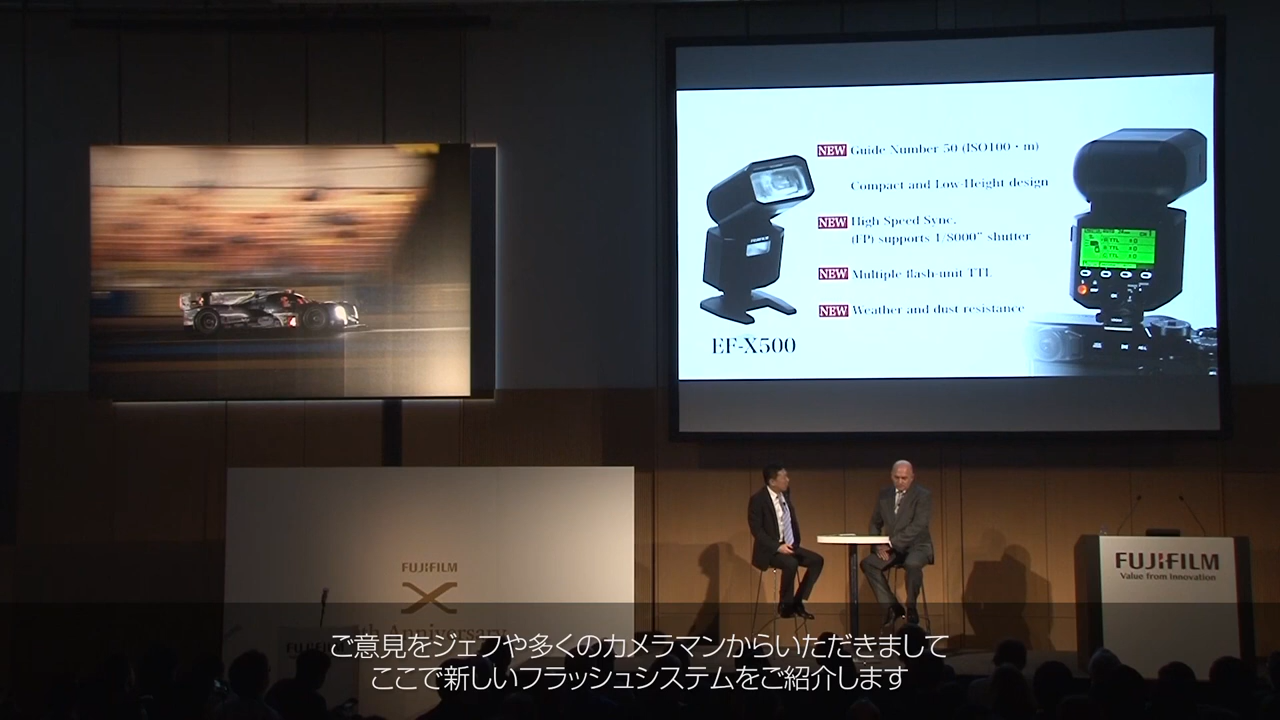 NEW Guide Number 50 (ISO100・m)
Compact and Low-Height design
NEW High Speed Sync.
(FP) supports 1/8000" shutter
NEW Multiple flash-unit TTL
NEW Weather and dust resistance
EF-X500
FUJIFILM
X
Anniversary
FUJIFILM
Value from Innovation
ご意見をジェフや多くのカメラマンからいただきまして
ここで新しいフラッシュシステムをご紹介します